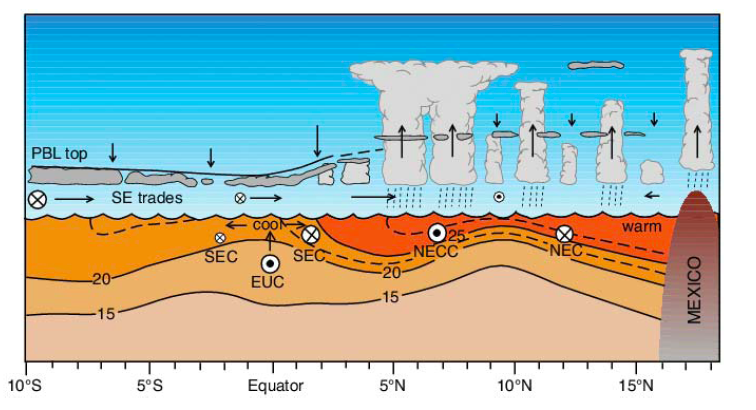 PBL top
SE trades
cool
warm
SEC
SEC
NECC
25
NEC
EUC
20
20
15
15
MEXICO
10°S
5°S
Equator
5°N
10°N
15°N